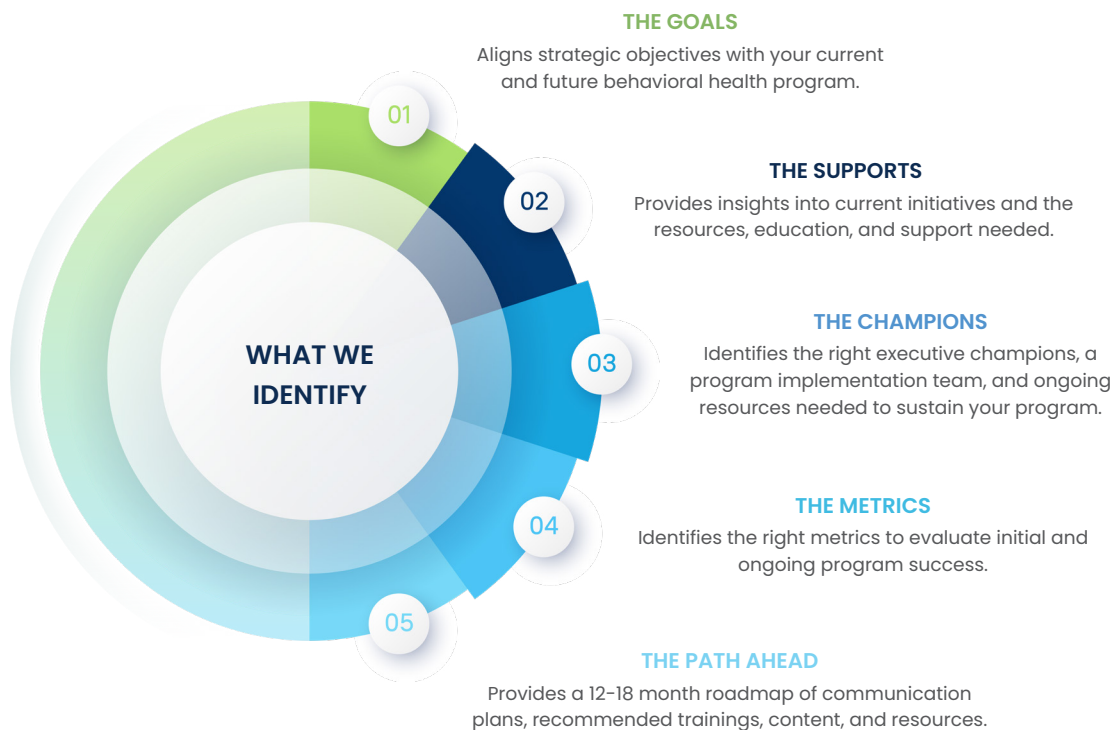 THE GOALS
Aligns strategic objectives with your current
and future behavioral health program.
01
THE SUPPORTS
02
Provides insights into current initiatives and the
resources, education, and support needed.
WHAT WE
IDENTIFY
THE CHAMPIONS
03
Identifies the right executive champions, a
program implementation team, and ongoing
resources needed to sustain your program.
THE METRICS
04
Identifies the right metrics to evaluate initial and
ongoing program success.
05
THE PATH AHEAD
Provides a 12-18 month roadmap of communication
plans, recommended trainings, content, and resources.